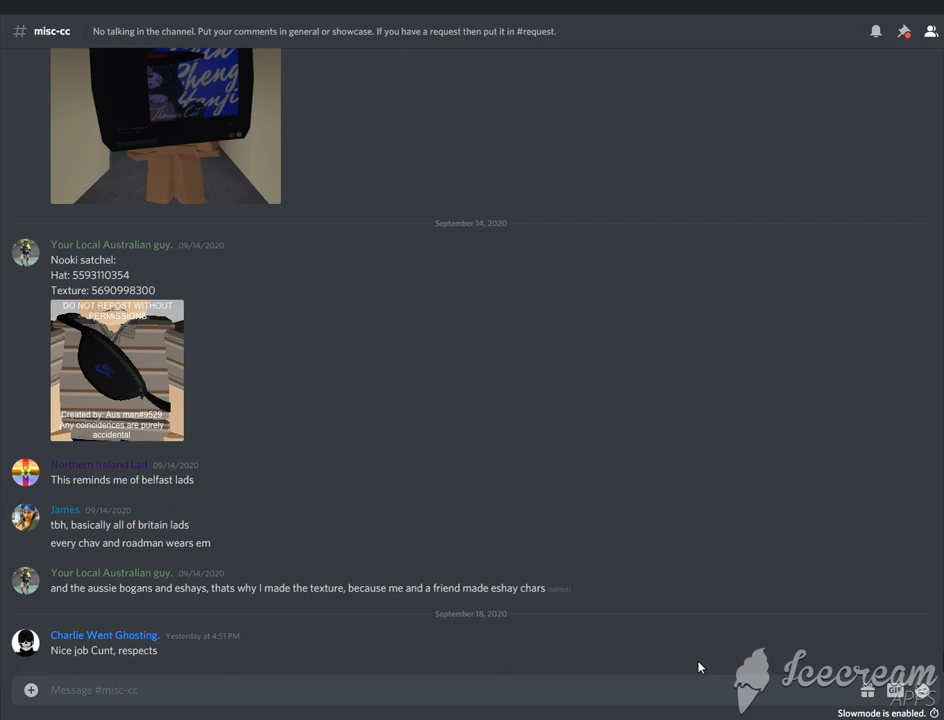 # misc-cc No talking in the channel. Put your comments in general or showcase. If you have a request then put it in #request.
September 14, 2020
Your Local Australian guy. 09/14/2020
Nooki satchel:
Hat: 5593110354
Texture: 5690998300
DO NOT REPOST WITHOUT
PERMISSIONS
Created by: Aus man#9529
Any coincidences are purely
accidental
Northern Ireland Lad 09/14/2020
This reminds me of belfast lads
James 09/14/2020
tbh, basically all of britain lads
every chav and roadman wears em
Your Local Australian guy. 09/14/2020
and the aussie bogans and eshays, thats why I made the texture, because me and a friend made eshay chars (edited)
September 18, 2020
Charlie Went Ghosting. Yesterday at 4:51 PM
Nice job Cunt, respects
Message #misc-cc
GIF
Icecream
APPS
Slowmode is enabled.